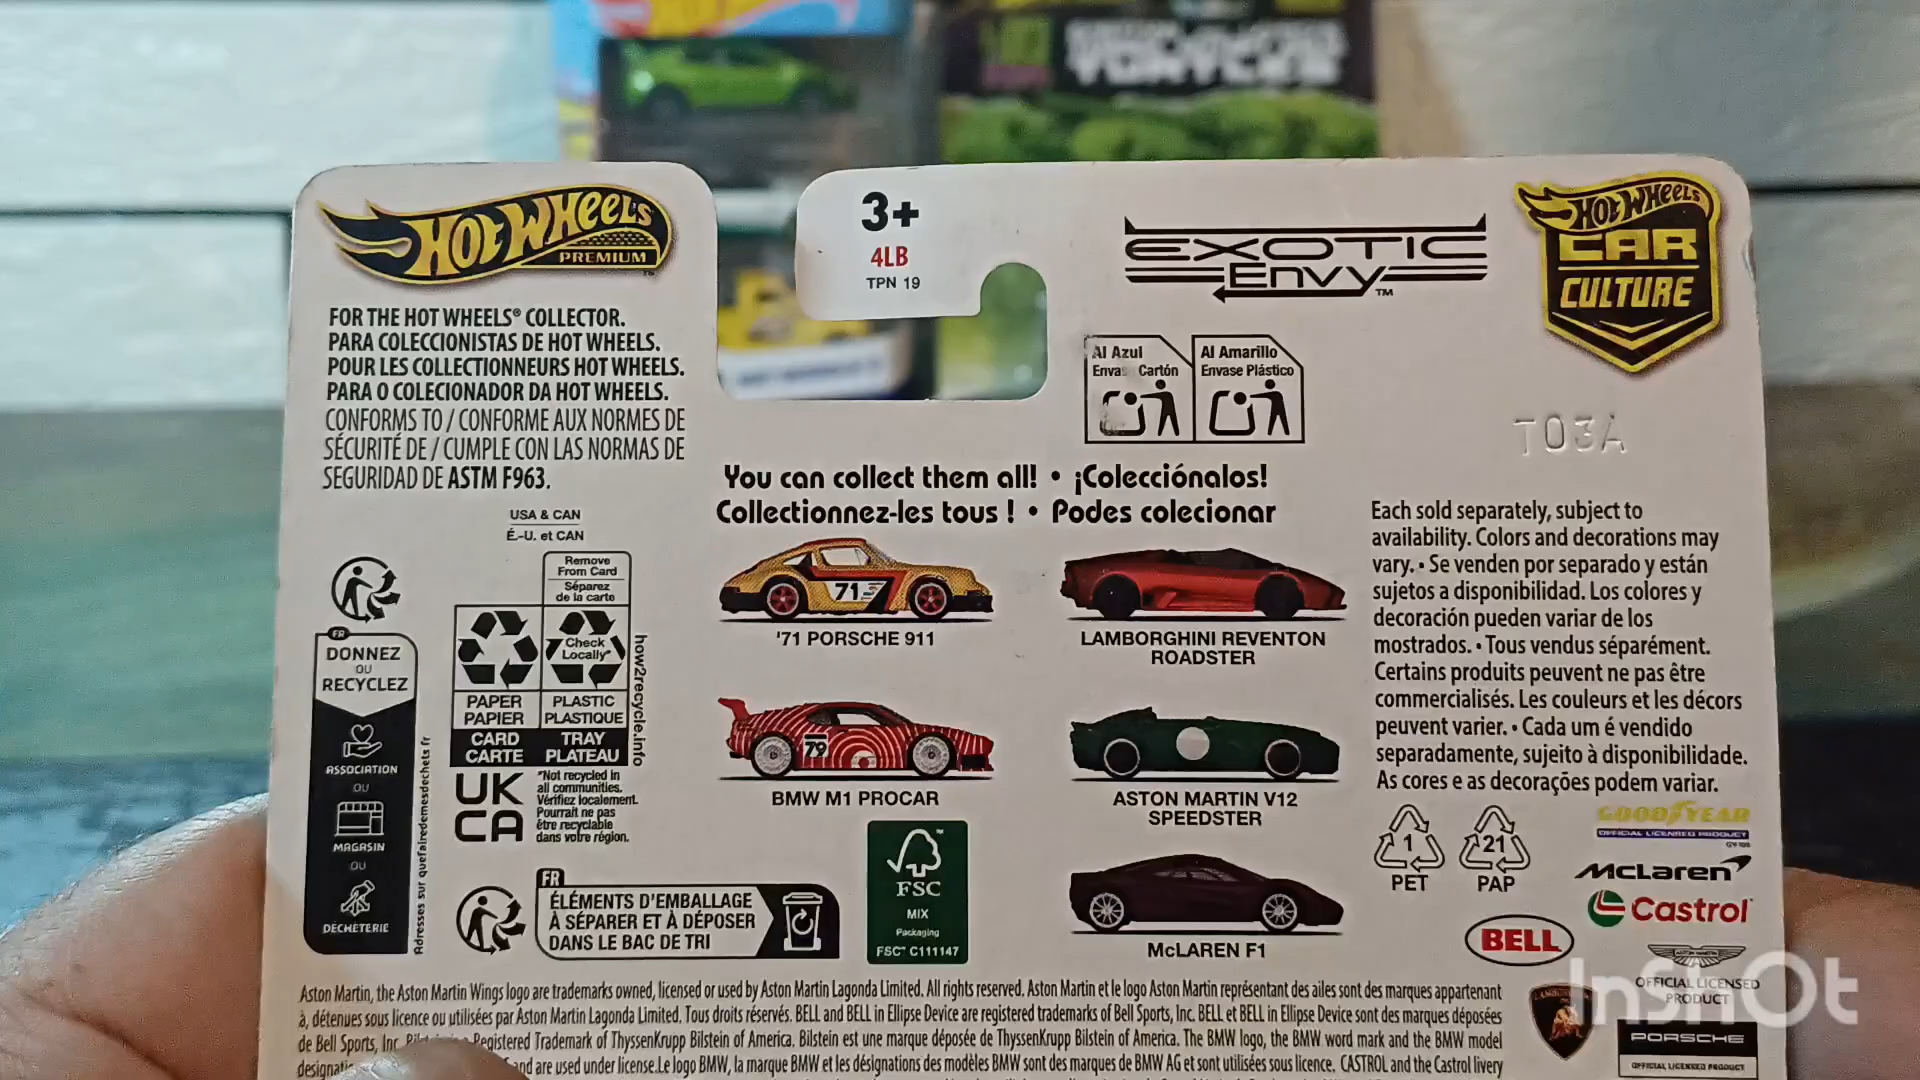 HOT WHEELS
PREMIUM
™
FOR THE HOT WHEELS® COLLECTOR.
PARA COLECCIONISTAS DE HOT WHEELS.
POUR LES COLLECTIONNEURS HOT WHEELS.
PARA O COLECIONADOR DA HOT WHEELS.
CONFORMS TO / CONFORME AUX NORMES DE
SÉCURITÉ DE / CUMPLE CON LAS NORMAS DE
SEGURIDAD DE ASTM F963.
3+
4LB
TPN 19
EXOTIC
Envy™
HOT WHEELS
CAR
CULTURE
Al Azul
Cartón
Al Amarillo
Envase Plástico
T03A
You can collect them all! • ¡Colecciónalos!
Collectionnez-les tous ! • Podes colecionar
USA & CAN
É.-U. et CAN
Remove
From Card
Séparez
de la carte
Check
Locally*
PAPER
PAPIER
PLASTIC
PLASTIQUE
CARD
CARTE
TRAY
PLATEAU
how2recycle.info
*Not recycled in
all communities.
Vérifiez localement.
Pourrait ne pas
être recyclable
dans votre région.
FR
DONNEZ
OU
RECYCLEZ
ASSOCIATION
OU
MAGASIN
OU
DÉCHÈTERIE
Adresses sur quefairedemesdechets.fr
UK
CA
FR
ÉLÉMENTS D'EMBALLAGE
À SÉPARER ET À DÉPOSER
DANS LE BAC DE TRI
71
'71 PORSCHE 911
LAMBORGHINI REVENTON
ROADSTER
79
BMW M1 PROCAR
ASTON MARTIN V12
SPEEDSTER
McLAREN F1
FSC™
MIX
Packaging
FSC™ C111147
Each sold separately, subject to
availability. Colors and decorations may
vary. • Se venden por separado y están
sujetos a disponibilidad. Los colores y
decoración pueden variar de los
mostrados. • Tous vendus séparément.
Certains produits peuvent ne pas être
commercialisés. Les couleurs et les décors
peuvent varier. • Cada um é vendido
separadamente, sujeito à disponibilidade.
As cores e as decorações podem variar.
1
PET
21
PAP
GOODYEAR
OFFICIAL LICENSED PRODUCT
McLaren
Castrol
BELL
ASTON MARTIN
OFFICIAL LICENSED
PRODUCT
LAMBORGHINI
PORSCHE
OFFICIAL LICENSED PRODUCT
InShOt
Aston Martin, the Aston Martin Wings logo are trademarks owned, licensed or used by Aston Martin Lagonda Limited. All rights reserved. Aston Martin et le logo Aston Martin représentant des ailes sont des marques appartenant
à, détenues sous licence ou utilisées par Aston Martin Lagonda Limited. Tous droits réservés. BELL and BELL in Ellipse Device are registered trademarks of Bell Sports, Inc. BELL et BELL in Ellipse Device sont des marques déposées
de Bell Sports, Inc. Registered Trademark of ThyssenKrupp Bilstein of America. Bilstein est une marque déposée de ThyssenKrupp Bilstein of America. The BMW logo, the BMW word mark and the BMW model
and are used under license. Le logo BMW, la marque BMW et les désignations des modèles BMW sont des marques de BMW AG et sont utilisées sous licence. CASTROL and the Castrol livery